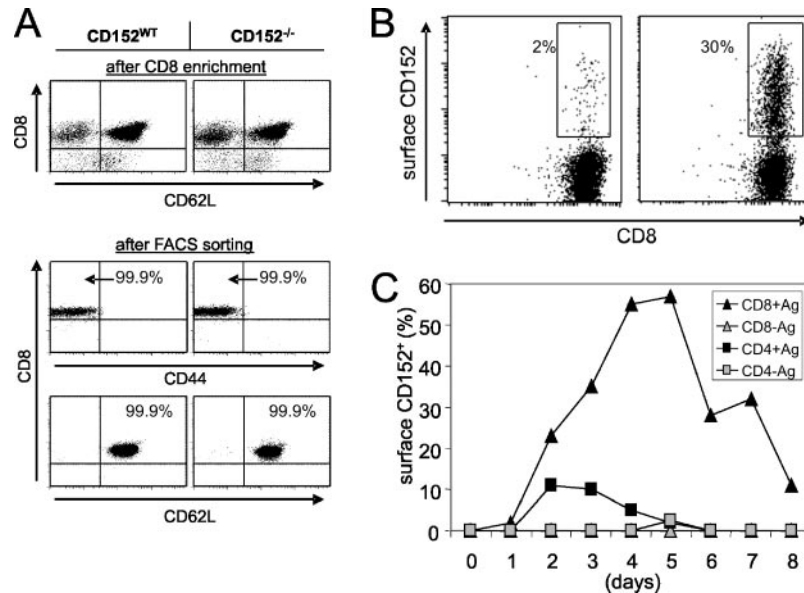 A
CD152WT
CD152-/-
after CD8 enrichment
CD8
CD62L
after FACS sorting
99.9%
99.9%
CD8
CD44
99.9%
99.9%
CD62L
B
surface CD152
2%
30%
CD8
C
surface CD152+ (%)
60
50
40
30
20
10
0
CD8+Ag
CD8-Ag
CD4+Ag
CD4-Ag
0 1 2 3 4 5 6 7 8
(days)